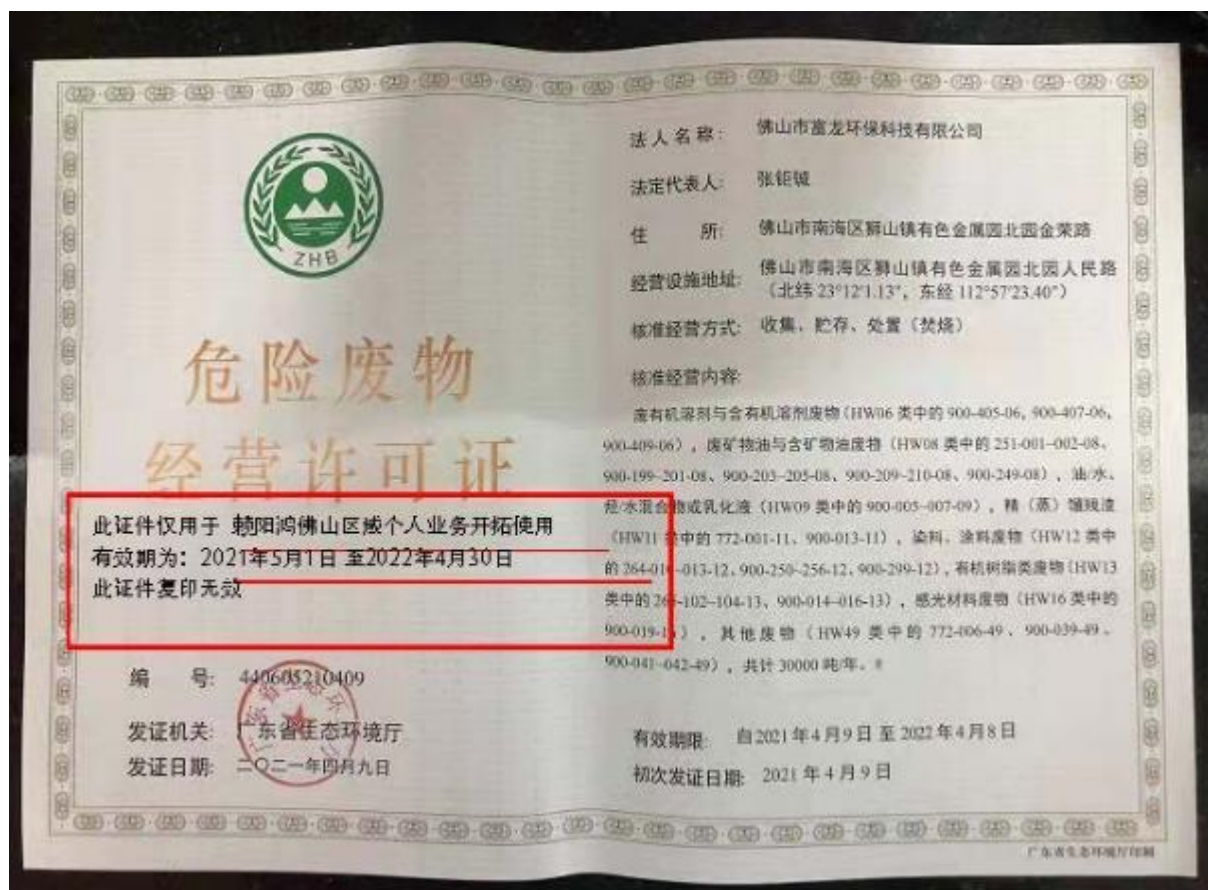 ZHB
危险废物
经营许可证
此证件仅用于 赖阳鸿佛山区域个人业务开拓使用
有效期为：2021年5月1日 至2022年4月30日
此证件复印无效
编 号: 440605210409
发证机关: 广东省生态环境厅
发证日期: 二〇二一年四月九日
法人名称: 佛山市富龙环保科技有限公司
法定代表人: 张钜铖
住 所: 佛山市南海区狮山镇有色金属园北园金荣路
经营设施地址: 佛山市南海区狮山镇有色金属园北园人民路
（北纬 23°12'1.13"，东经 112°57'23.40"）
核准经营方式: 收集、贮存、处置（焚烧）
核准经营内容:
废有机溶剂与含有机溶剂废物（HW06 类中的 900-405-06, 900-407-06,
900-409-06），废矿物油与含矿物油废物（HW08 类中的 251-001–002-08、
900-199–201-08、900-203–205-08、900-209–210-08、900-249-08），油/水、
烃/水混合物或乳化液（HW09 类中的 900-005–007-09），精（蒸）馏残渣
（HW11 类中的 772-001-11、900-013-11），染料、涂料废物（HW12 类中
的 264-01 –013-12、900-250–256-12、900-299-12），有机树脂类废物（HW13
类中的 265-102–104-13、900-014–016-13），感光材料废物（HW16 类中的
900-019-16），其他废物（HW49 类中的 772-006-49、900-039-49、
900-041–042-49），共计 30000 吨/年。#
有效期限: 自 2021 年 4 月 9 日 至 2022 年 4 月 8 日
初次发证日期: 2021 年 4 月 9 日
广东省生态环境厅印制